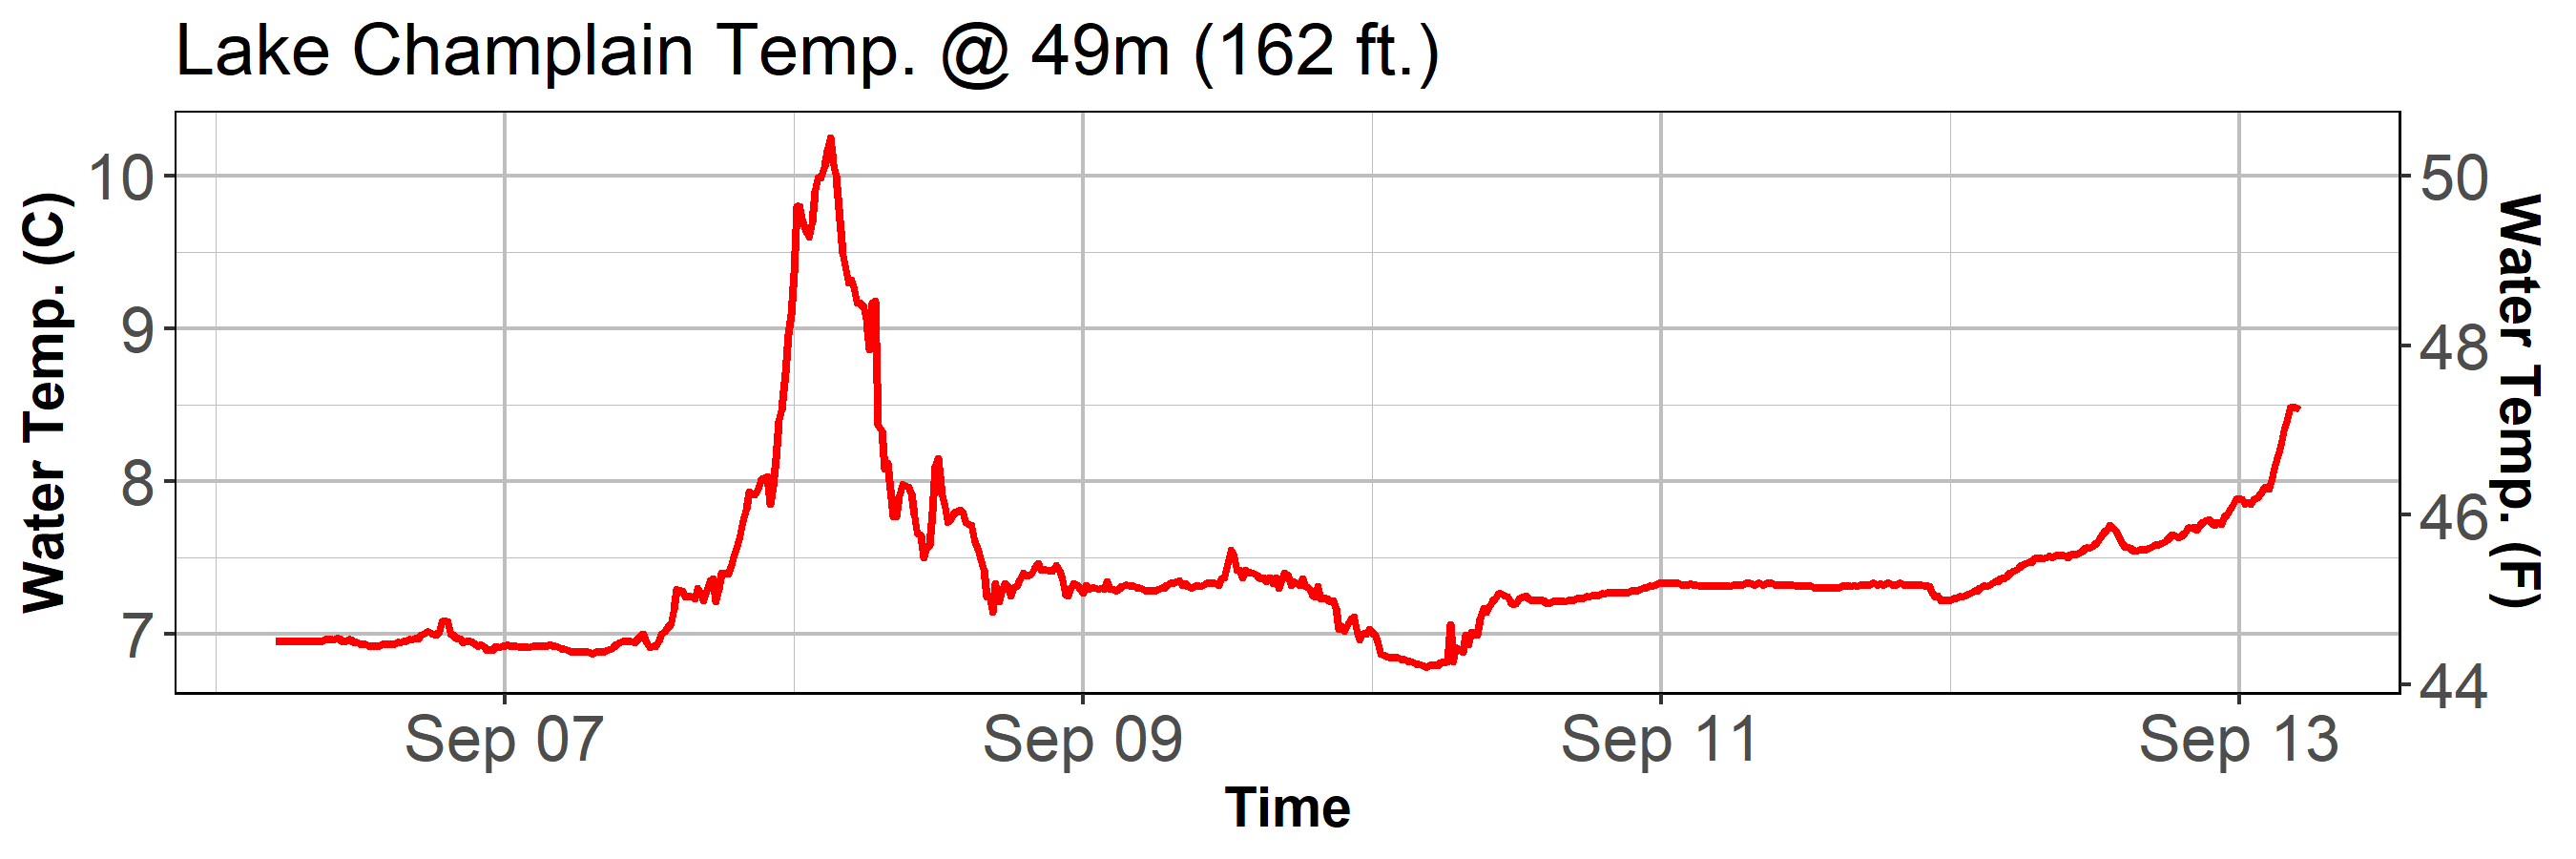 Lake Champlain Temp. @ 49m (162 ft.)
Water Temp. (C)
10
9
8
7
50
48
46
44
Water Temp. (F)
Sep 07
Sep 09
Sep 11
Sep 13
Time